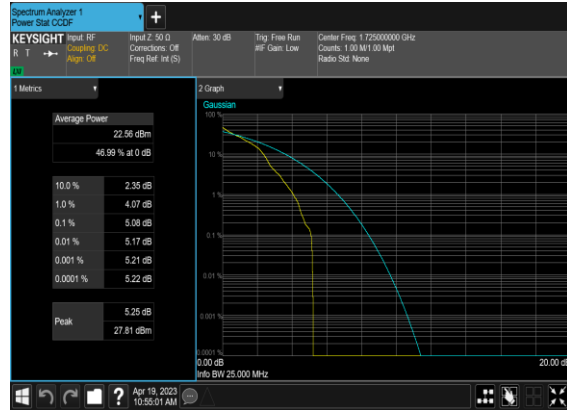 Spectrum Analyzer 1
Power Stat CCDF
KEYSIGHT
R T
LXI
Input: RF
Coupling: DC
Align: Off
Input Z: 50 Ω
Corrections: Off
Freq Ref: Int (S)
Atten: 30 dB
Trig: Free Run
#IF Gain: Low
Center Freq: 1.725000000 GHz
Counts: 1.00 M/1.00 Mpt
Radio Std: None
1 Metrics
Average Power
22.56 dBm
46.99 % at 0 dB
10.0 % 2.35 dB
1.0 % 4.07 dB
0.1 % 5.08 dB
0.01 % 5.17 dB
0.001 % 5.21 dB
0.0001 % 5.22 dB
Peak
5.25 dB
27.81 dBm
2 Graph
Gaussian
100 %
10 %
1 %
0.1 %
0.01 %
0.001 %
0.0001 %
0.00 dB
20.00 dB
Info BW 25.000 MHz
?
Apr 19, 2023
10:55:01 AM